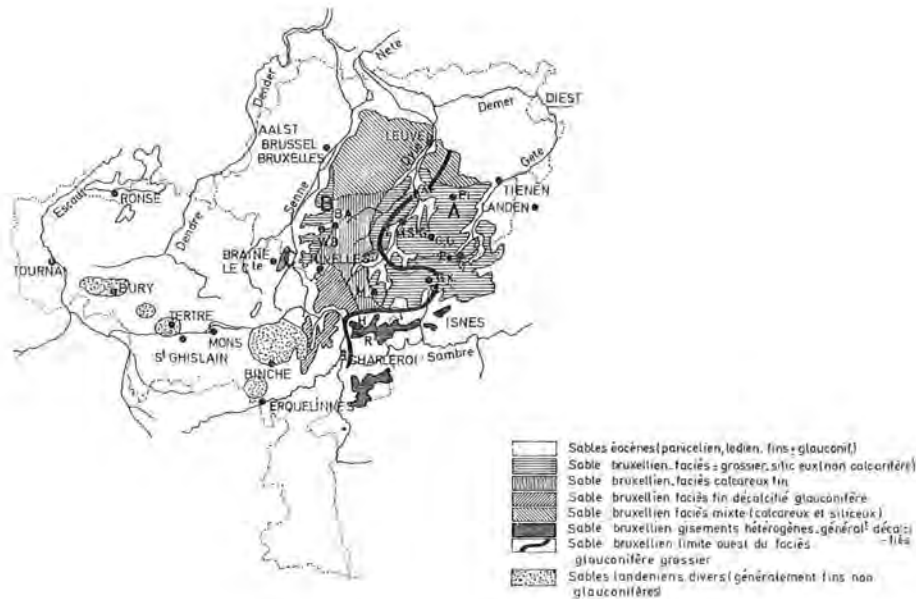 Nete
Dender
Demer
DIEST
AALST
BRUSSEL
BRUXELLES
LEUVE
Dijle
Gete
TIENEN
LANDEN
Escaut
RONSE
Dendre
Senne
B
B.A
A
W.B
BRAINE
LE Cte
TOURNAI
BURY
M
H
R
ISNES
TERTRE
MONS
St GHISLAIN
CHARLEROI
Sambre
BINCHE
ERQUELINNES
Sables éocènes (paniselien, ledien. fins + glauconif.)
Sable bruxellien. faciès + grossier. siliceux (non calcarifère)
Sable bruxellien. faciès calcareux fin
Sable bruxellien faciès fin décalcifié glauconifère
Sable bruxellien faciès mixte (calcareux et siliceux)
Sable bruxellien gisements hétérogènes. général^t décalci
-fiés
Sable bruxellien limite ouest du faciès
glauconifère grossier
Sables landeniens divers (généralement fins non
glauconifères)